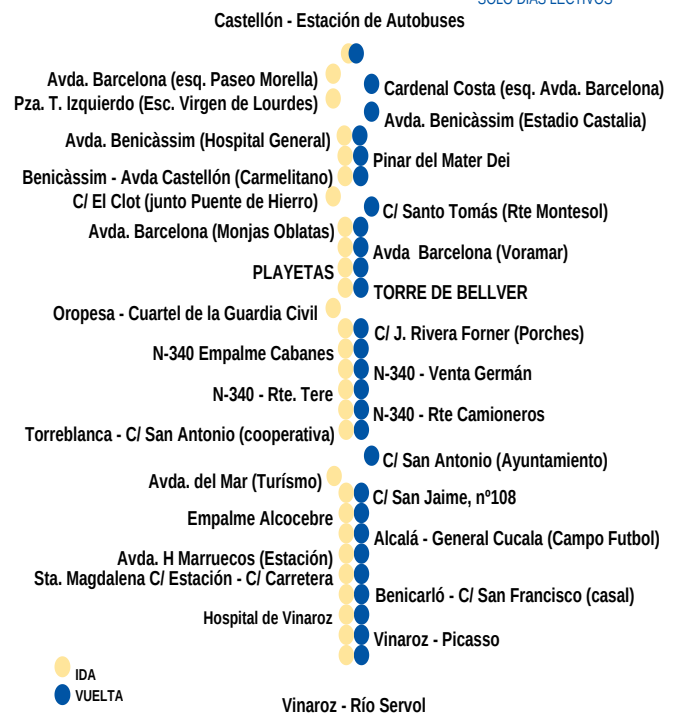 SOLO DÍAS LECTIVOS
Castellón - Estación de Autobuses
Avda. Barcelona (esq. Paseo Morella)
Cardenal Costa (esq. Avda. Barcelona)
Pza. T. Izquierdo (Esc. Virgen de Lourdes)
Avda. Benicàssim (Estadio Castalia)
Avda. Benicàssim (Hospital General)
Pinar del Mater Dei
Benicàssim - Avda Castellón (Carmelitano)
C/ El Clot (junto Puente de Hierro)
C/ Santo Tomás (Rte Montesol)
Avda. Barcelona (Monjas Oblatas)
Avda Barcelona (Voramar)
PLAYETAS
TORRE DE BELLVER
Oropesa - Cuartel de la Guardia Civil
C/ J. Rivera Forner (Porches)
N-340 Empalme Cabanes
N-340 - Venta Germán
N-340 - Rte. Tere
N-340 - Rte Camioneros
Torreblanca - C/ San Antonio (cooperativa)
C/ San Antonio (Ayuntamiento)
Avda. del Mar (Turísmo)
C/ San Jaime, nº108
Empalme Alcocebre
Alcalá - General Cucala (Campo Futbol)
Avda. H Marruecos (Estación)
Sta. Magdalena C/ Estación - C/ Carretera
Benicarló - C/ San Francisco (casal)
Hospital de Vinaroz
Vinaroz - Picasso
IDA
VUELTA
Vinaroz - Río Servol